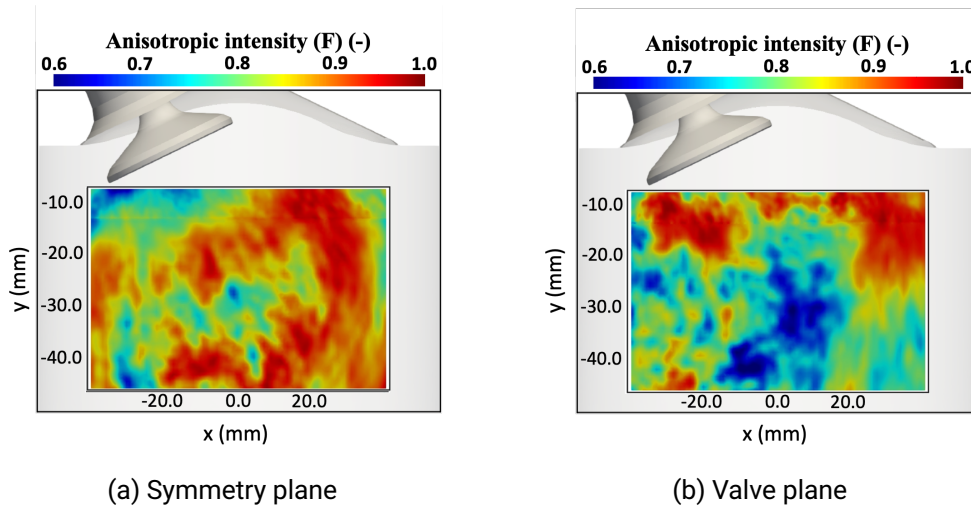 Anisotropic intensity (F) (-)
0.6 0.7 0.8 0.9 1.0
-10.0
-20.0
-30.0
-40.0
y (mm)
-20.0 0.0 20.0
x (mm)
(a) Symmetry plane
Anisotropic intensity (F) (-)
0.6 0.7 0.8 0.9 1.0
-10.0
-20.0
-30.0
-40.0
y (mm)
-20.0 0.0 20.0
x (mm)
(b) Valve plane